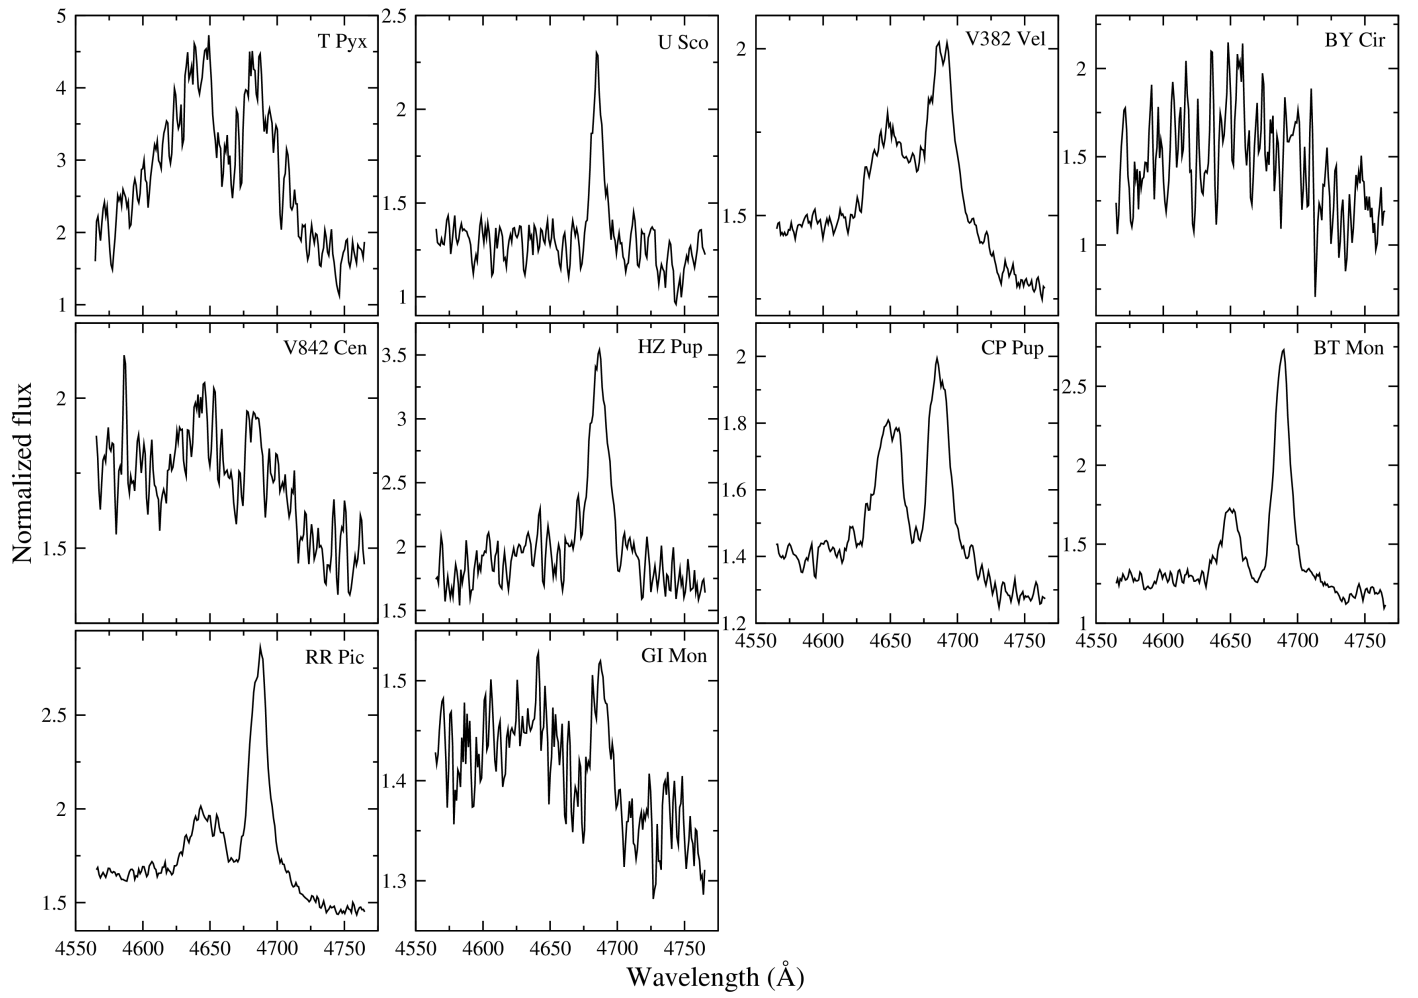 T Pyx
5
4
3
2
1
U Sco
2.5
2
1.5
1
V382 Vel
2
1.5
BY Cir
2
1.5
1
V842 Cen
2
1.5
HZ Pup
3.5
3
2.5
2
1.5
CP Pup
2
1.8
1.6
1.4
1.2
4550 4600 4650 4700 4750
BT Mon
2.5
2
1.5
1
4550 4600 4650 4700 4750
RR Pic
2.5
2
1.5
4550 4600 4650 4700 4750
GI Mon
1.5
1.4
1.3
4550 4600 4650 4700 4750
Normalized flux
Wavelength (Å)